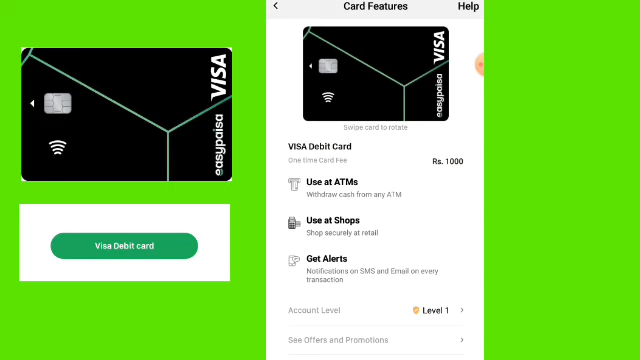 VISA
easypaisa
Visa Debit card
Card Features
Help
VISA
easypaisa
Swipe card to rotate
VISA Debit Card
One time Card Fee
Rs. 1000
Use at ATMs
Withdraw cash from any ATM
Use at Shops
Shop securely at retail
Get Alerts
Notifications on SMS and Email on every
transaction
Account Level
Level 1
See Offers and Promotions